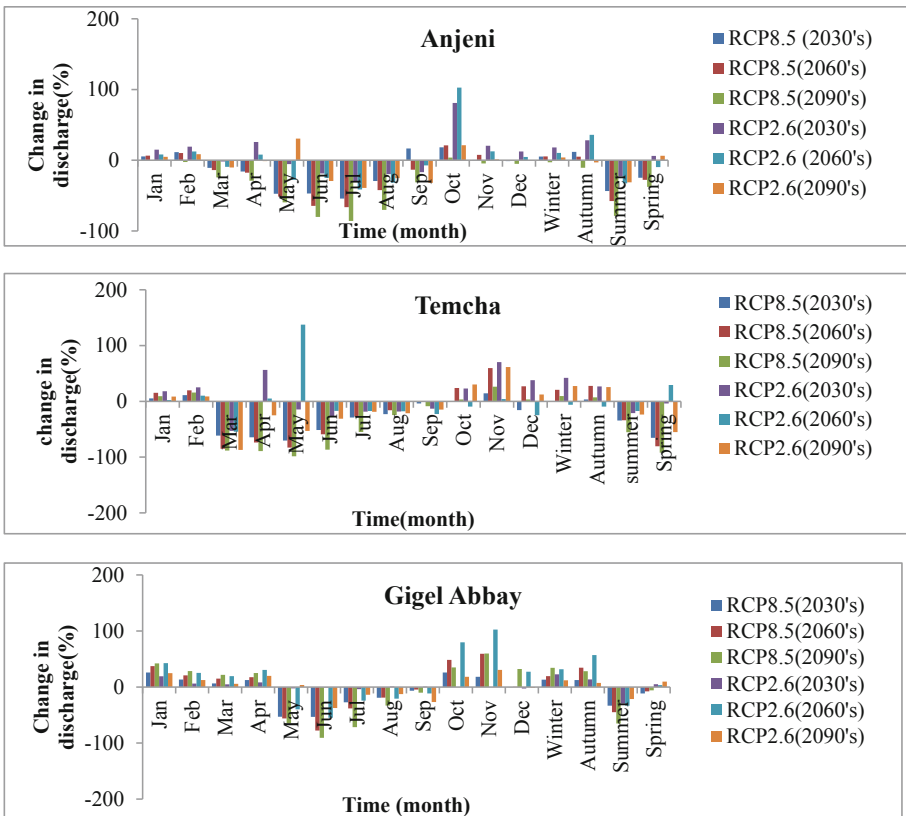 Anjeni
Change in discharge(%)
100
0
-100
Jan Feb Mar Apr May Jun Jul Aug Sep Oct Nov Dec Winter Autumn Summer Spring
Time (month)
RCP8.5 (2030's)
RCP8.5(2060's)
RCP8.5(2090's)
RCP2.6(2030's)
RCP2.6 (2060's)
RCP2.6(2090's)
Temcha
change in discharge(%)
200
100
0
-100
-200
Jan Feb Mar Apr May Jun Jul Aug Sep Oct Nov Dec Winter Autumn summer Spring
Time(month)
RCP8.5(2030's)
RCP8.5(2060's)
RCP8.5(2090's)
RCP2.6(2030's)
RCP2.6(2060's)
RCP2.6(2090's)
Gigel Abbay
Change in discharge(%)
200
100
0
-100
-200
Jan Feb Mar Apr May Jun Jul Aug Sep Oct Nov Dec Winter Autumn Summer Spring
Time (month)
RCP8.5(2030's)
RCP8.5(2060's)
RCP8.5(2090's)
RCP2.6(2030's)
RCP2.6(2060's)
RCP2.6(2090's)